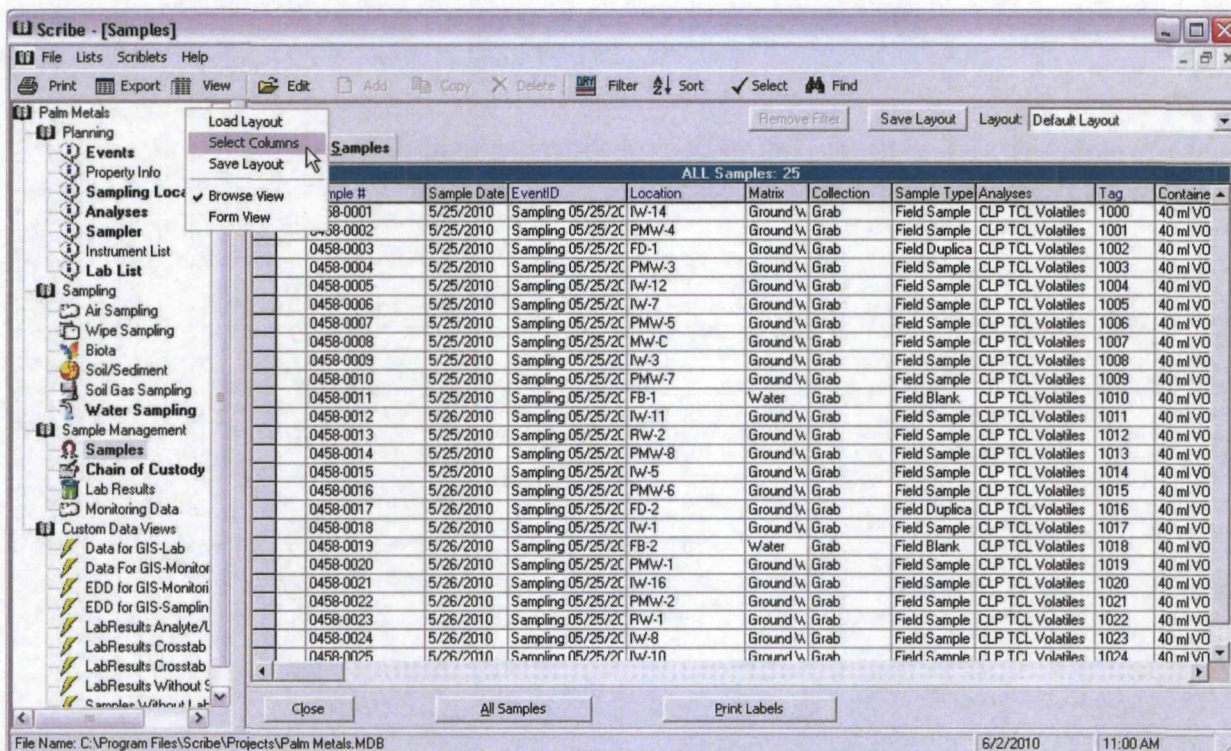 Scribe - [Samples]
File Lists Scriblets Help
Print Export View Edit Add Copy Delete QRY Filter Sort Select Find
Palm Metals
Planning
Events
Property Info
Sampling Loca
Analyses
Sampler
Instrument List
Lab List
Sampling
Air Sampling
Wipe Sampling
Biota
Soil/Sediment
Soil Gas Sampling
Water Sampling
Sample Management
Samples
Chain of Custody
Lab Results
Monitoring Data
Custom Data Views
Data for GIS-Lab
Data For GIS-Monitor
EDD for GIS-Monitori
EDD for GIS-Samplin
LabResults Analyte/L
LabResults Crosstab
LabResults Crosstab
LabResults Without S
Samples Without Lab
Load Layout
Select Columns
Save Layout
Browse View
Form View
Remove Filter Save Layout Layout: Default Layout
Samples
ALL Samples: 25
mple # Sample Date EventID Location Matrix Collection Sample Type Analyses Tag Containe
58-0001 5/25/2010 Sampling 05/25/20 IW-14 Ground W Grab Field Sample CLP TCL Volatiles 1000 40 ml VO
0458-0002 5/25/2010 Sampling 05/25/20 PMW-4 Ground W Grab Field Sample CLP TCL Volatiles 1001 40 ml VO
0458-0003 5/25/2010 Sampling 05/25/20 FD-1 Ground W Grab Field Duplica CLP TCL Volatiles 1002 40 ml VO
0458-0004 5/25/2010 Sampling 05/25/20 PMW-3 Ground W Grab Field Sample CLP TCL Volatiles 1003 40 ml VO
0458-0005 5/25/2010 Sampling 05/25/20 IW-12 Ground W Grab Field Sample CLP TCL Volatiles 1004 40 ml VO
0458-0006 5/25/2010 Sampling 05/25/20 IW-7 Ground W Grab Field Sample CLP TCL Volatiles 1005 40 ml VO
0458-0007 5/25/2010 Sampling 05/25/20 PMW-5 Ground W Grab Field Sample CLP TCL Volatiles 1006 40 ml VO
0458-0008 5/25/2010 Sampling 05/25/20 MW-C Ground W Grab Field Sample CLP TCL Volatiles 1007 40 ml VO
0458-0009 5/25/2010 Sampling 05/25/20 IW-3 Ground W Grab Field Sample CLP TCL Volatiles 1008 40 ml VO
0458-0010 5/25/2010 Sampling 05/25/20 PMW-7 Ground W Grab Field Sample CLP TCL Volatiles 1009 40 ml VO
0458-0011 5/25/2010 Sampling 05/25/20 FB-1 Water Grab Field Blank CLP TCL Volatiles 1010 40 ml VO
0458-0012 5/26/2010 Sampling 05/25/20 IW-11 Ground W Grab Field Sample CLP TCL Volatiles 1011 40 ml VO
0458-0013 5/25/2010 Sampling 05/25/20 RW-2 Ground W Grab Field Sample CLP TCL Volatiles 1012 40 ml VO
0458-0014 5/25/2010 Sampling 05/25/20 PMW-8 Ground W Grab Field Sample CLP TCL Volatiles 1013 40 ml VO
0458-0015 5/26/2010 Sampling 05/25/20 IW-5 Ground W Grab Field Sample CLP TCL Volatiles 1014 40 ml VO
0458-0016 5/26/2010 Sampling 05/25/20 PMW-6 Ground W Grab Field Sample CLP TCL Volatiles 1015 40 ml VO
0458-0017 5/26/2010 Sampling 05/25/20 FD-2 Ground W Grab Field Duplica CLP TCL Volatiles 1016 40 ml VO
0458-0018 5/26/2010 Sampling 05/25/20 IW-1 Ground W Grab Field Sample CLP TCL Volatiles 1017 40 ml VO
0458-0019 5/26/2010 Sampling 05/25/20 FB-2 Water Grab Field Blank CLP TCL Volatiles 1018 40 ml VO
0458-0020 5/26/2010 Sampling 05/25/20 PMW-1 Ground W Grab Field Sample CLP TCL Volatiles 1019 40 ml VO
0458-0021 5/26/2010 Sampling 05/25/20 IW-16 Ground W Grab Field Sample CLP TCL Volatiles 1020 40 ml VO
0458-0022 5/26/2010 Sampling 05/25/20 PMW-2 Ground W Grab Field Sample CLP TCL Volatiles 1021 40 ml VO
0458-0023 5/26/2010 Sampling 05/25/20 RW-1 Ground W Grab Field Sample CLP TCL Volatiles 1022 40 ml VO
0458-0024 5/26/2010 Sampling 05/25/20 IW-8 Ground W Grab Field Sample CLP TCL Volatiles 1023 40 ml VO
0458-0025 5/26/2010 Sampling 05/25/20 IW-10 Ground W Grab Field Sample CLP TCL Volatiles 1024 40 ml VO
Close All Samples Print Labels
File Name: C:\Program Files\Scribe\Projects\Palm Metals.MDB 6/2/2010 11:00 AM